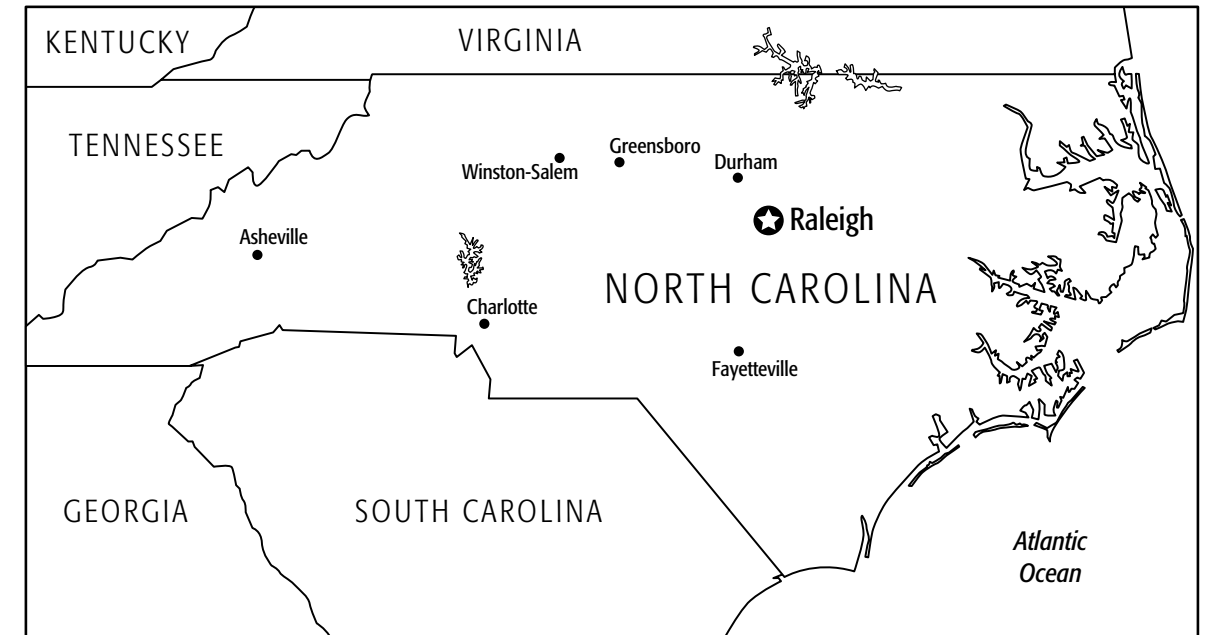 KENTUCKY
VIRGINIA
TENNESSEE
Greensboro
Winston-Salem
Durham
Raleigh
Asheville
NORTH CAROLINA
Charlotte
Fayetteville
GEORGIA
SOUTH CAROLINA
Atlantic
Ocean